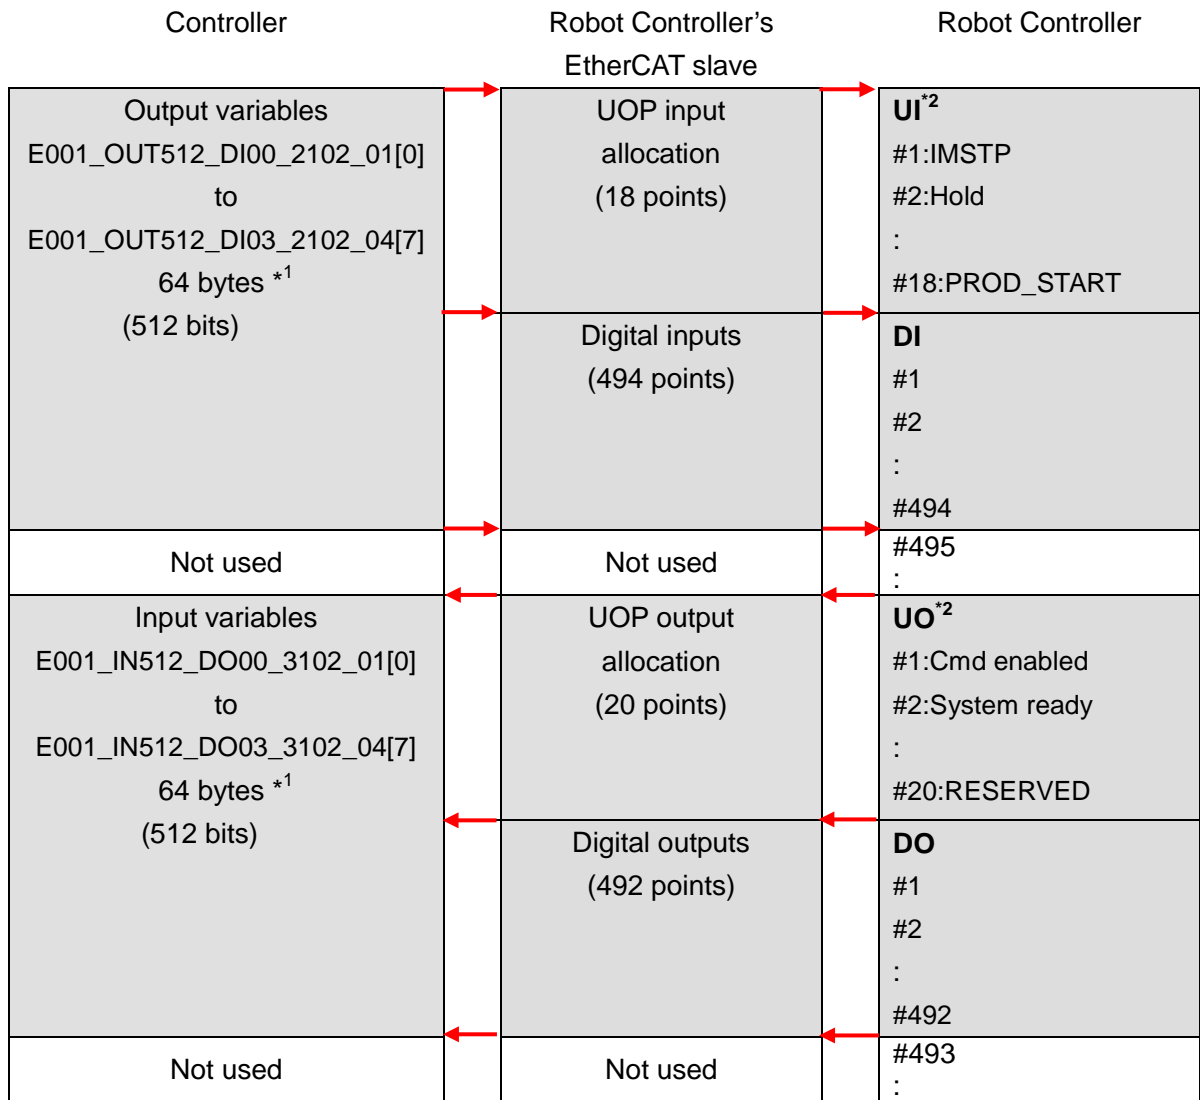 Controller
Robot Controller's
EtherCAT slave
Robot Controller
Output variables
E001_OUT512_DI00_2102_01[0]
to
E001_OUT512_DI03_2102_04[7]
64 bytes *1
(512 bits)
UOP input
allocation
(18 points)
UI*2
#1:IMSTP
#2:Hold
:
#18:PROD_START
Digital inputs
(494 points)
DI
#1
#2
:
#494
Not used
Not used
#495
:
Input variables
E001_IN512_DO00_3102_01[0]
to
E001_IN512_DO03_3102_04[7]
64 bytes *1
(512 bits)
UOP output
allocation
(20 points)
UO*2
#1:Cmd enabled
#2:System ready
:
#20:RESERVED
Digital outputs
(492 points)
DO
#1
#2
:
#492
Not used
Not used
#493
: